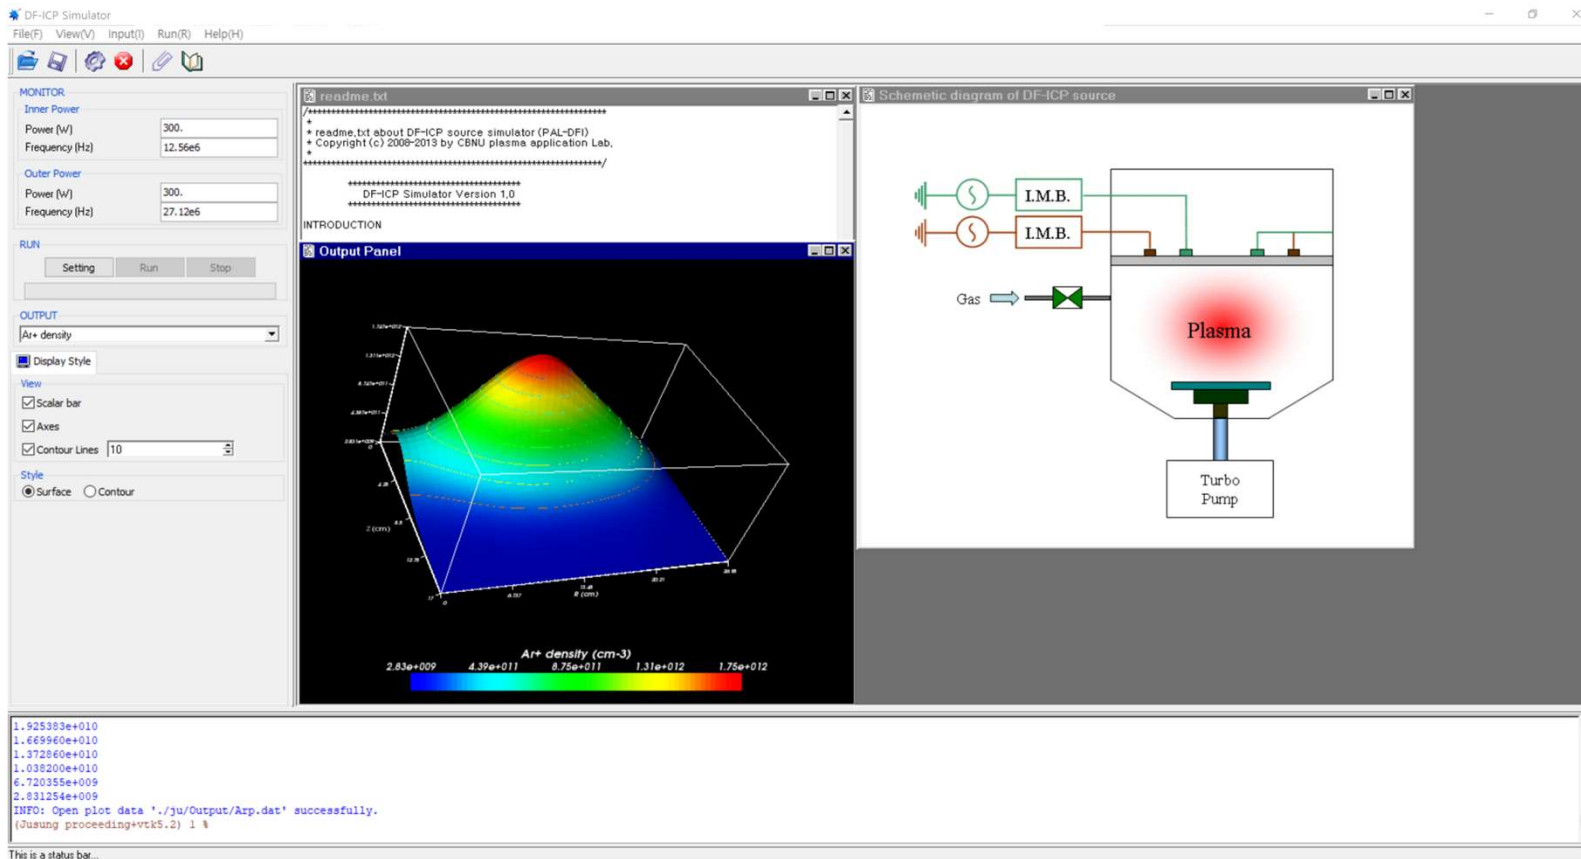 DF-ICP Simulator
File(F) View(V) Input(I) Run(R) Help(H)
MONITOR
Inner Power
Power (W) 300.
Frequency (Hz) 12.56e6
Outer Power
Power (W) 300.
Frequency (Hz) 27.12e6
RUN
Setting Run Stop
OUTPUT
Ar+ density
Display Style
View
Scalar bar
Axes
Contour Lines 10
Style
Surface Contour
readme.txt
/***************************************************************
*
* readme.txt about DF-ICP source simulator (PAL-DFI)
* Copyright (c) 2008-2013 by CBNU plasma application Lab,
*
***************************************************************/
*************************************
DF-ICP Simulator Version 1.0
*************************************
INTRODUCTION
Output Panel
Z (cm)
17
0
R (cm)
Ar+ density (cm-3)
2.83e+009 4.39e+011 8.75e+011 1.31e+012 1.75e+012
Schemetic diagram of DF-ICP source
I.M.B.
I.M.B.
Gas
Plasma
Turbo
Pump
1.925383e+010
1.669960e+010
1.372860e+010
1.038200e+010
6.720355e+009
2.831254e+009
INFO: Open plot data './ju/Output/Arp.dat' successfully.
(Jusung proceeding+vtk5.2) 1 %
This is a status bar...